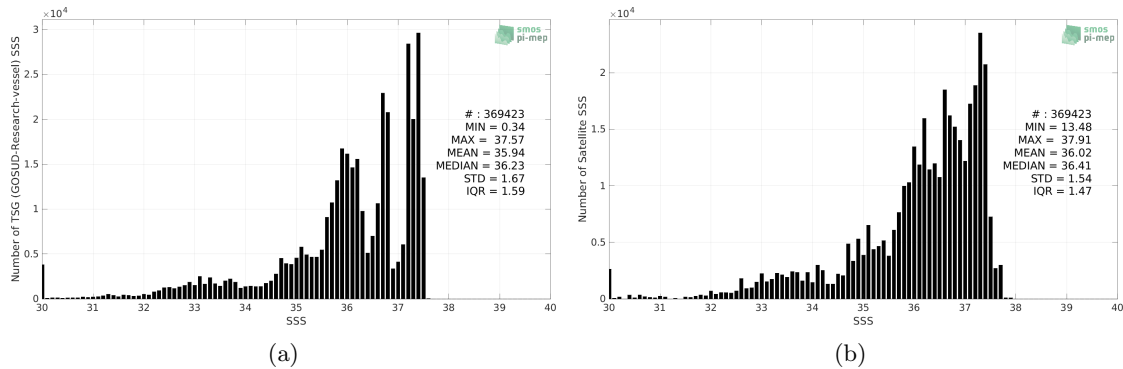 ×10⁴
3
2.5
2
1.5
1
0.5
0
30 31 32 33 34 35 36 37 38 39 40
SSS
Number of TSG (GOSUD-Research-vessel) SSS
smos
pi-mep
# : 369423
MIN = 0.34
MAX = 37.57
MEAN = 35.94
MEDIAN = 36.23
STD = 1.67
IQR = 1.59
(a)
×10⁴
2
1.5
1
0.5
0
30 31 32 33 34 35 36 37 38 39 40
SSS
Number of Satellite SSS
smos
pi-mep
# : 369423
MIN = 13.48
MAX = 37.91
MEAN = 36.02
MEDIAN = 36.41
STD = 1.54
IQR = 1.47
(b)